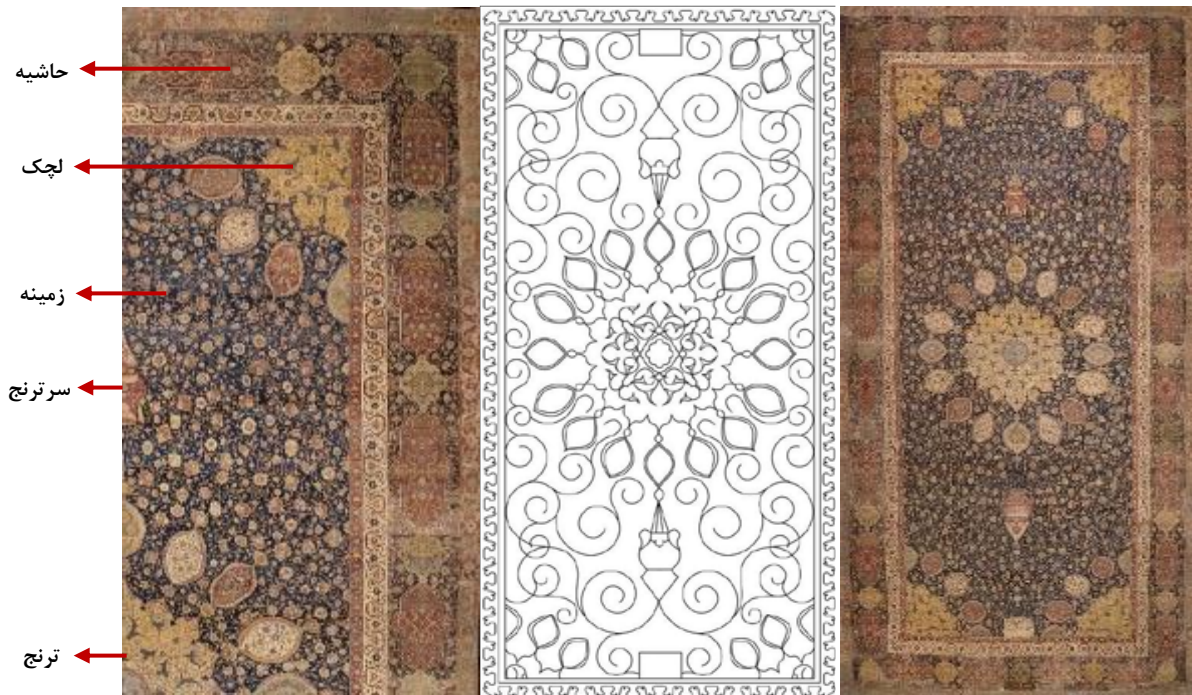 حاشیه
لچک
زمینه
سرترنج
ترنج